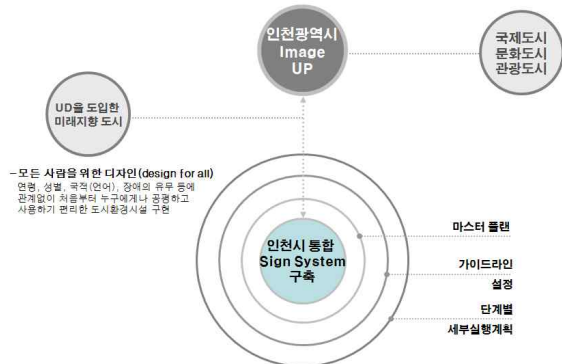 인천광역시
Image
UP
국제도시
문화도시
관광도시
UD을 도입한
미래지향 도시
-모든 사람을 위한 디자인(design for all)
연령, 성별, 국적(언어), 장애의 유무 등에
관계없이 처음부터 누구에게나 공평하고
사용하기 편리한 도시환경시설 구현
인천시 통합
Sign System
구축
마스터 플랜
가이드라인
설정
단계별
세부실행계획